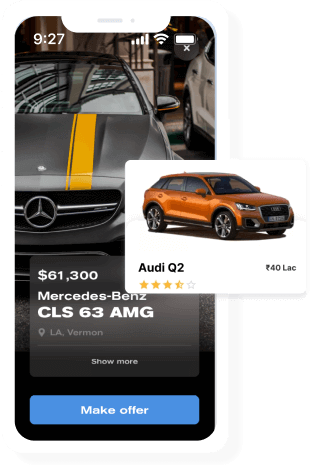 9:27
$61,300
Mercedes-Benz
CLS 63 AMG
LA, Vermon
Show more
Make offer
Audi Q2
₹40 Lac